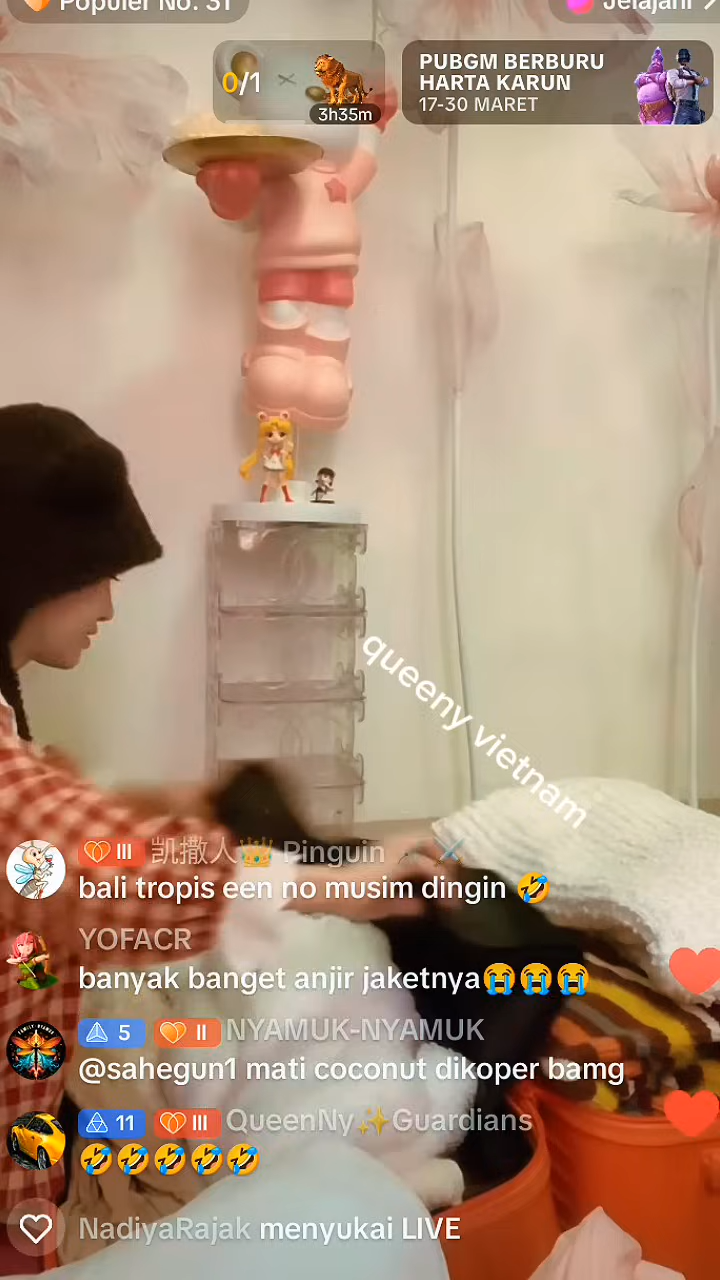 Populer No. 31
Jelajahi
0/1
3h35m
PUBGM BERBURU
HARTA KARUN
17-30 MARET
queeny vietnam
III 凯撒人👑 Pinguin
bali tropis een no musim dingin 🤣
YOFACR
banyak banget anjir jaketnya😭😭😭
5 II NYAMUK-NYAMUK
@sahegun1 mati coconut dikoper bamg
11 III QueenNy✨Guardians
🤣🤣🤣🤣🤣
NadiyaRajak menyukai LIVE